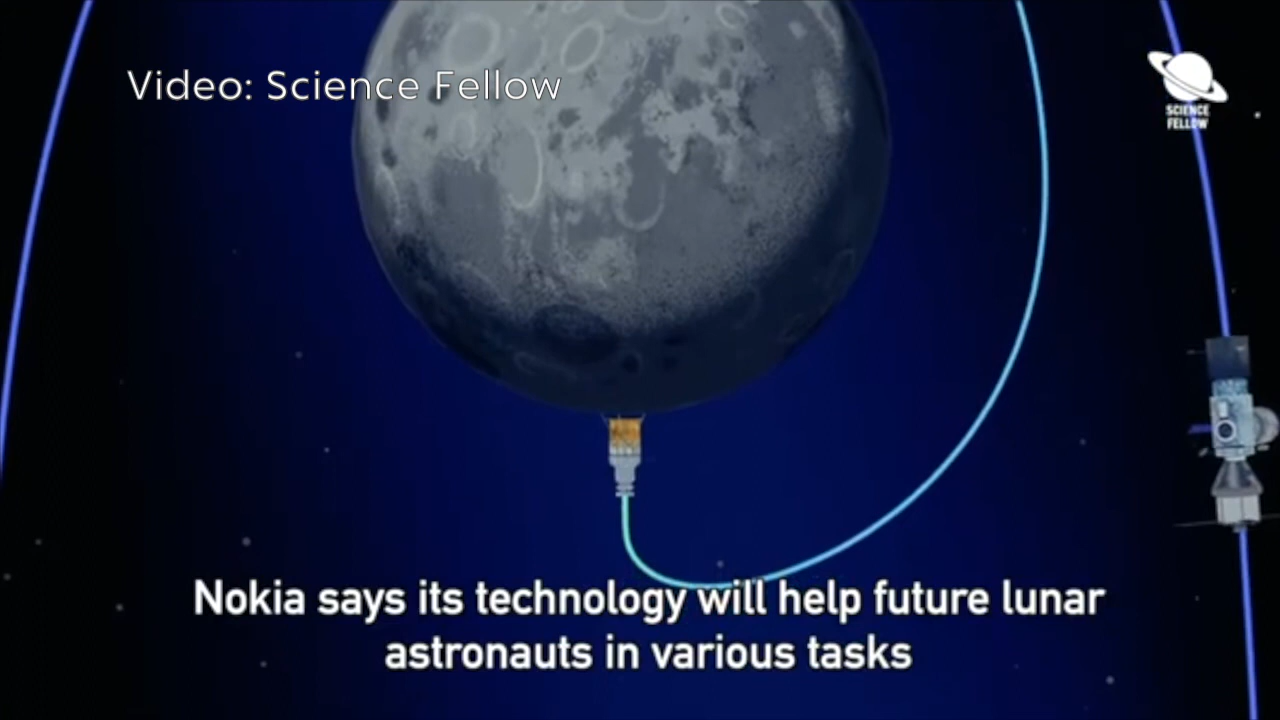 Video: Science Fellow
SCIENCE
FELLOW
Nokia says its technology will help future lunar
astronauts in various tasks